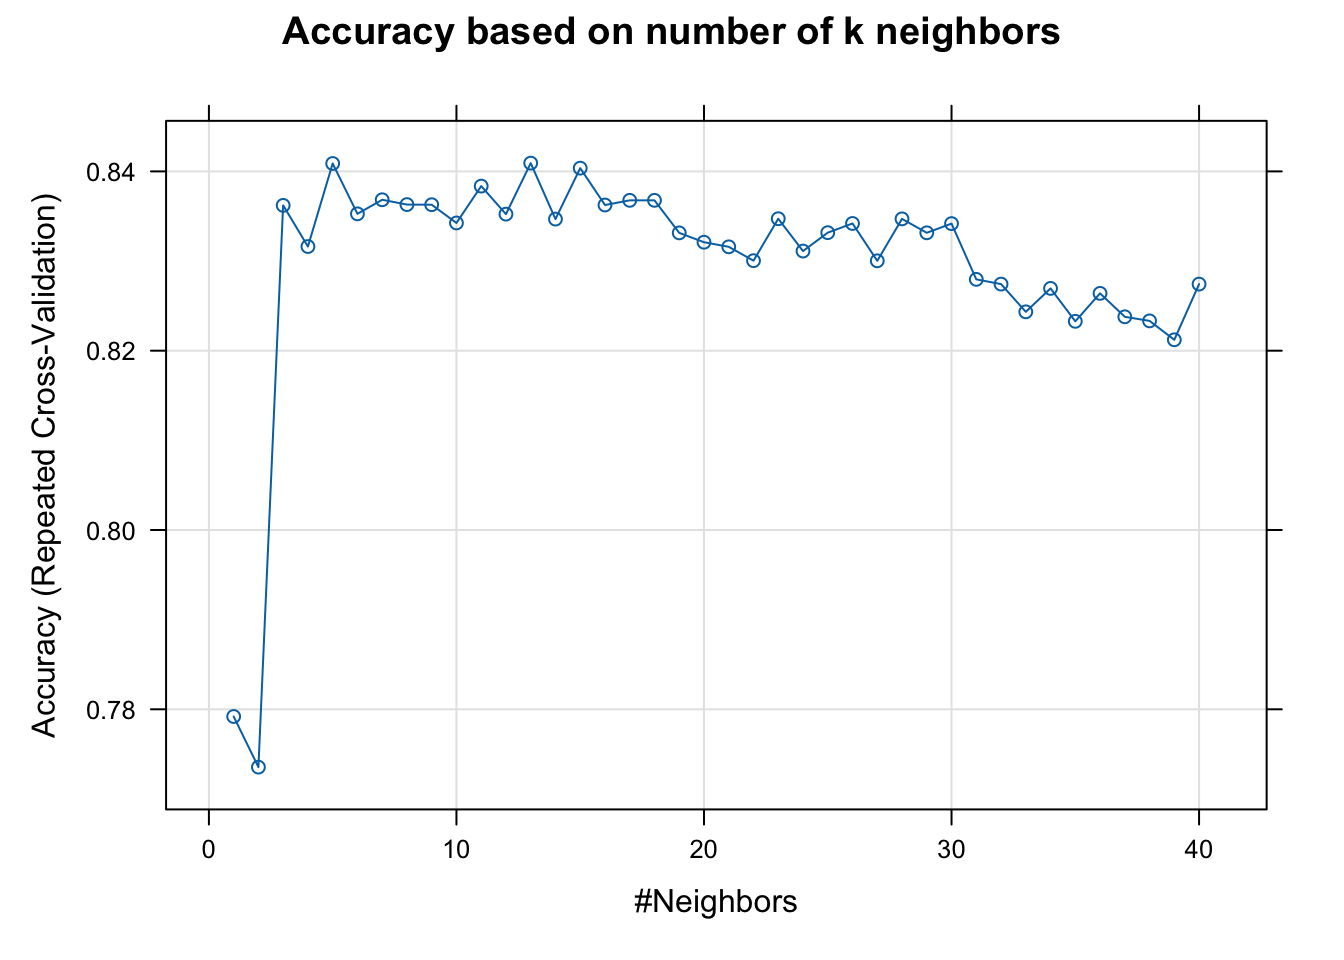 Accuracy based on number of k neighbors
Accuracy (Repeated Cross-Validation)
0.84
0.82
0.80
0.78
0 10 20 30 40
#Neighbors